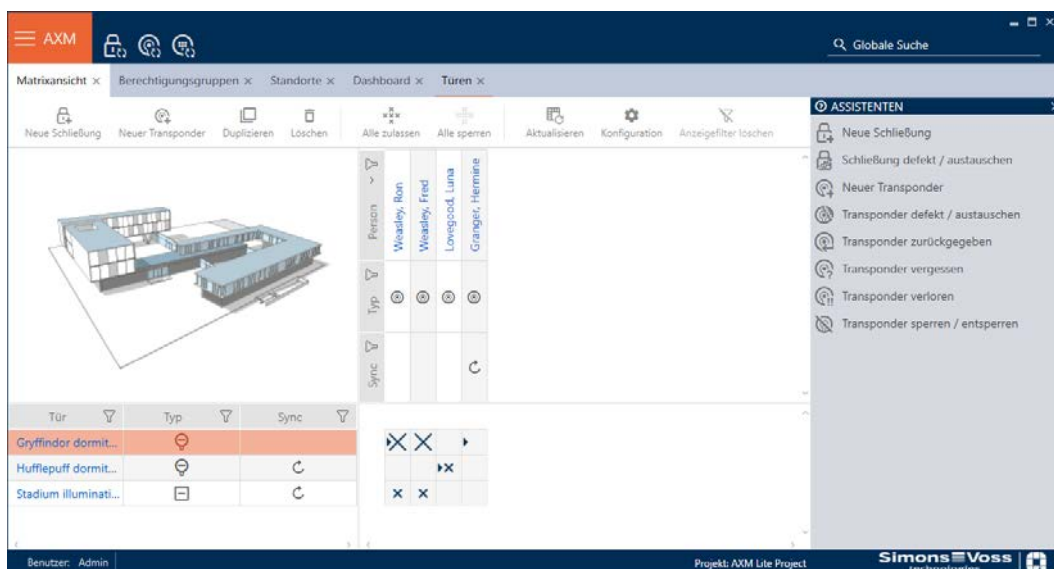 AXM
Globale Suche
Matrixansicht × Berechtigungsgruppen × Standorte × Dashboard × Türen ×
Neue Schließung Neuer Transponder Duplizieren Löschen Alle zulassen Alle sperren Aktualisieren Konfiguration Anzeigefilter löschen
ASSISTENTEN
Neue Schließung
Schließung defekt / austauschen
Neuer Transponder
Transponder defekt / austauschen
Transponder zurückgegeben
Transponder vergessen
Transponder verloren
Transponder sperren / entsperren
Person
Weasley, Ron
Weasley, Fred
Lovegood, Luna
Granger, Hermine
Typ
Sync
Tür Typ Sync
Gryffindor dormit...
Hufflepuff dormit...
Stadium illuminati...
Benutzer: Admin
Projekt: AXM Lite Project
Simons Voss
technologies